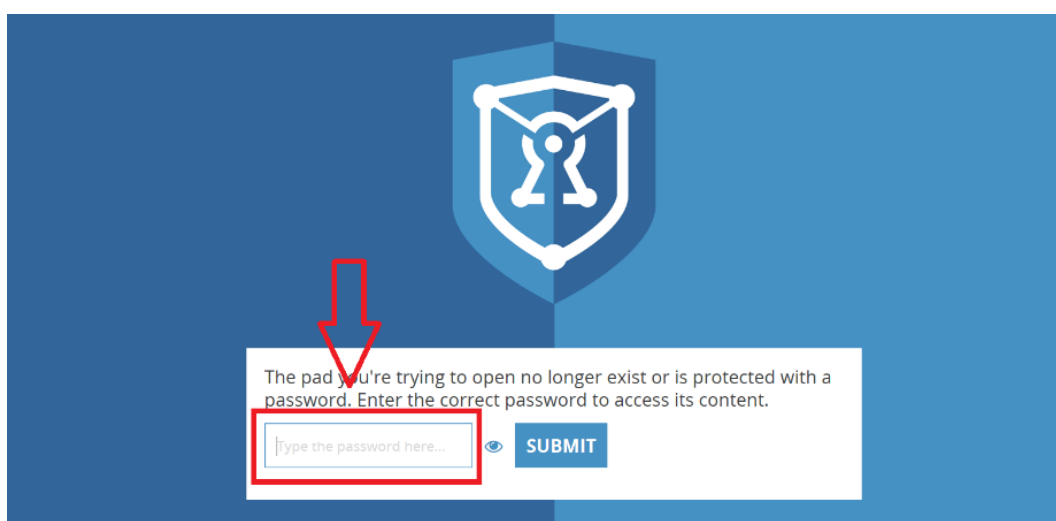 The pad you're trying to open no longer exist or is protected with a
password. Enter the correct password to access its content.
Type the password here...
SUBMIT